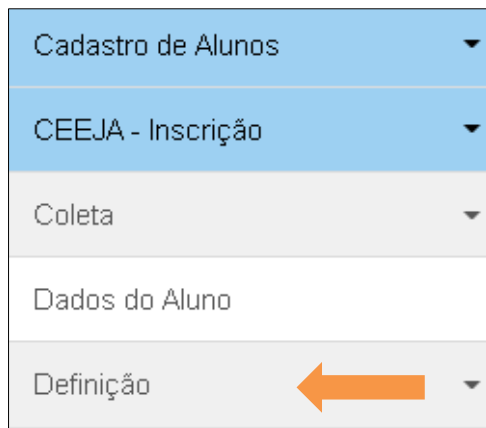 Cadastro de Alunos
CEEJA - Inscrição
Coleta
Dados do Aluno
Definição